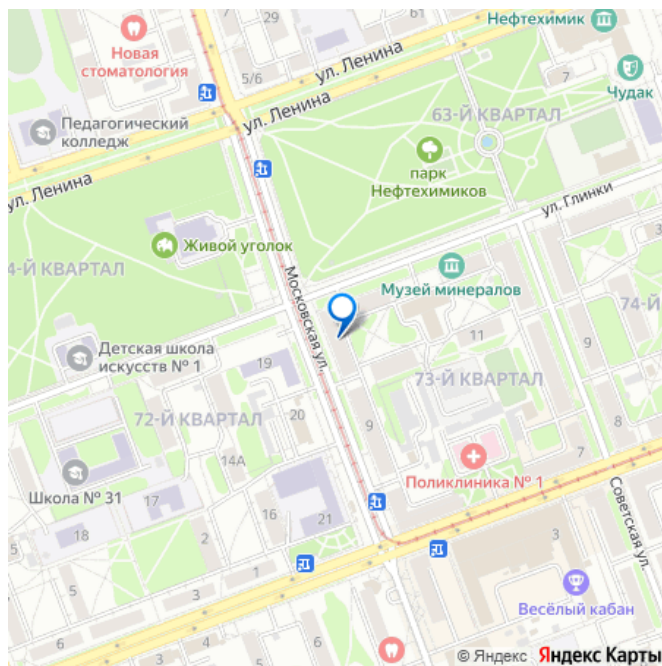 Нефтехимик
Новая
стоматология
5/6
ул. Ленина
7
Чудак
ул. Ленина
Педагогический
колледж
63-Й КВАРТАЛ
парк
Нефтехимиков
ул. Ленина
ул. Глинки
Живой уголок
4-Й КВАРТАЛ
Московская ул.
Музей минералов
3
74-Й
Детская школа
искусств № 1
19
11
73-Й КВАРТАЛ
72-Й КВАРТАЛ
20
9
8
14А
7
Поликлиника № 1
Школа № 31
17
16
21
5
18
2
3
Советская ул.
5
4
1
Весёлый кабан
6
6
1
3
© Яндекс Яндекс Карты